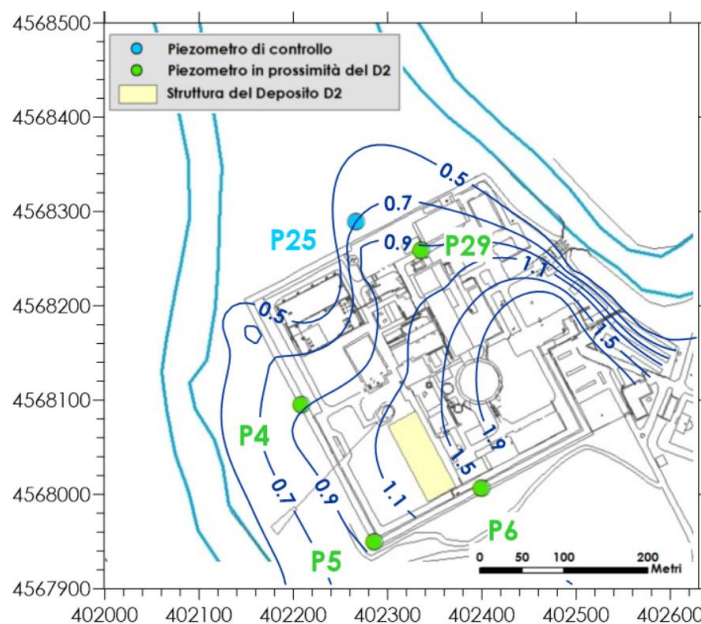 4568500
4568400
4568300
4568200
4568100
4568000
4567900
Piezometro di controllo
Piezometro in prossimità del D2
Struttura del Deposito D2
0.5
0.7
0.9
P25
P29
1.1
0.5
1.5
P4
1.9
1.5
0.7
0.9
1.1
P6
P5
0 50 100 200
Metri
402000 402100 402200 402300 402400 402500 402600